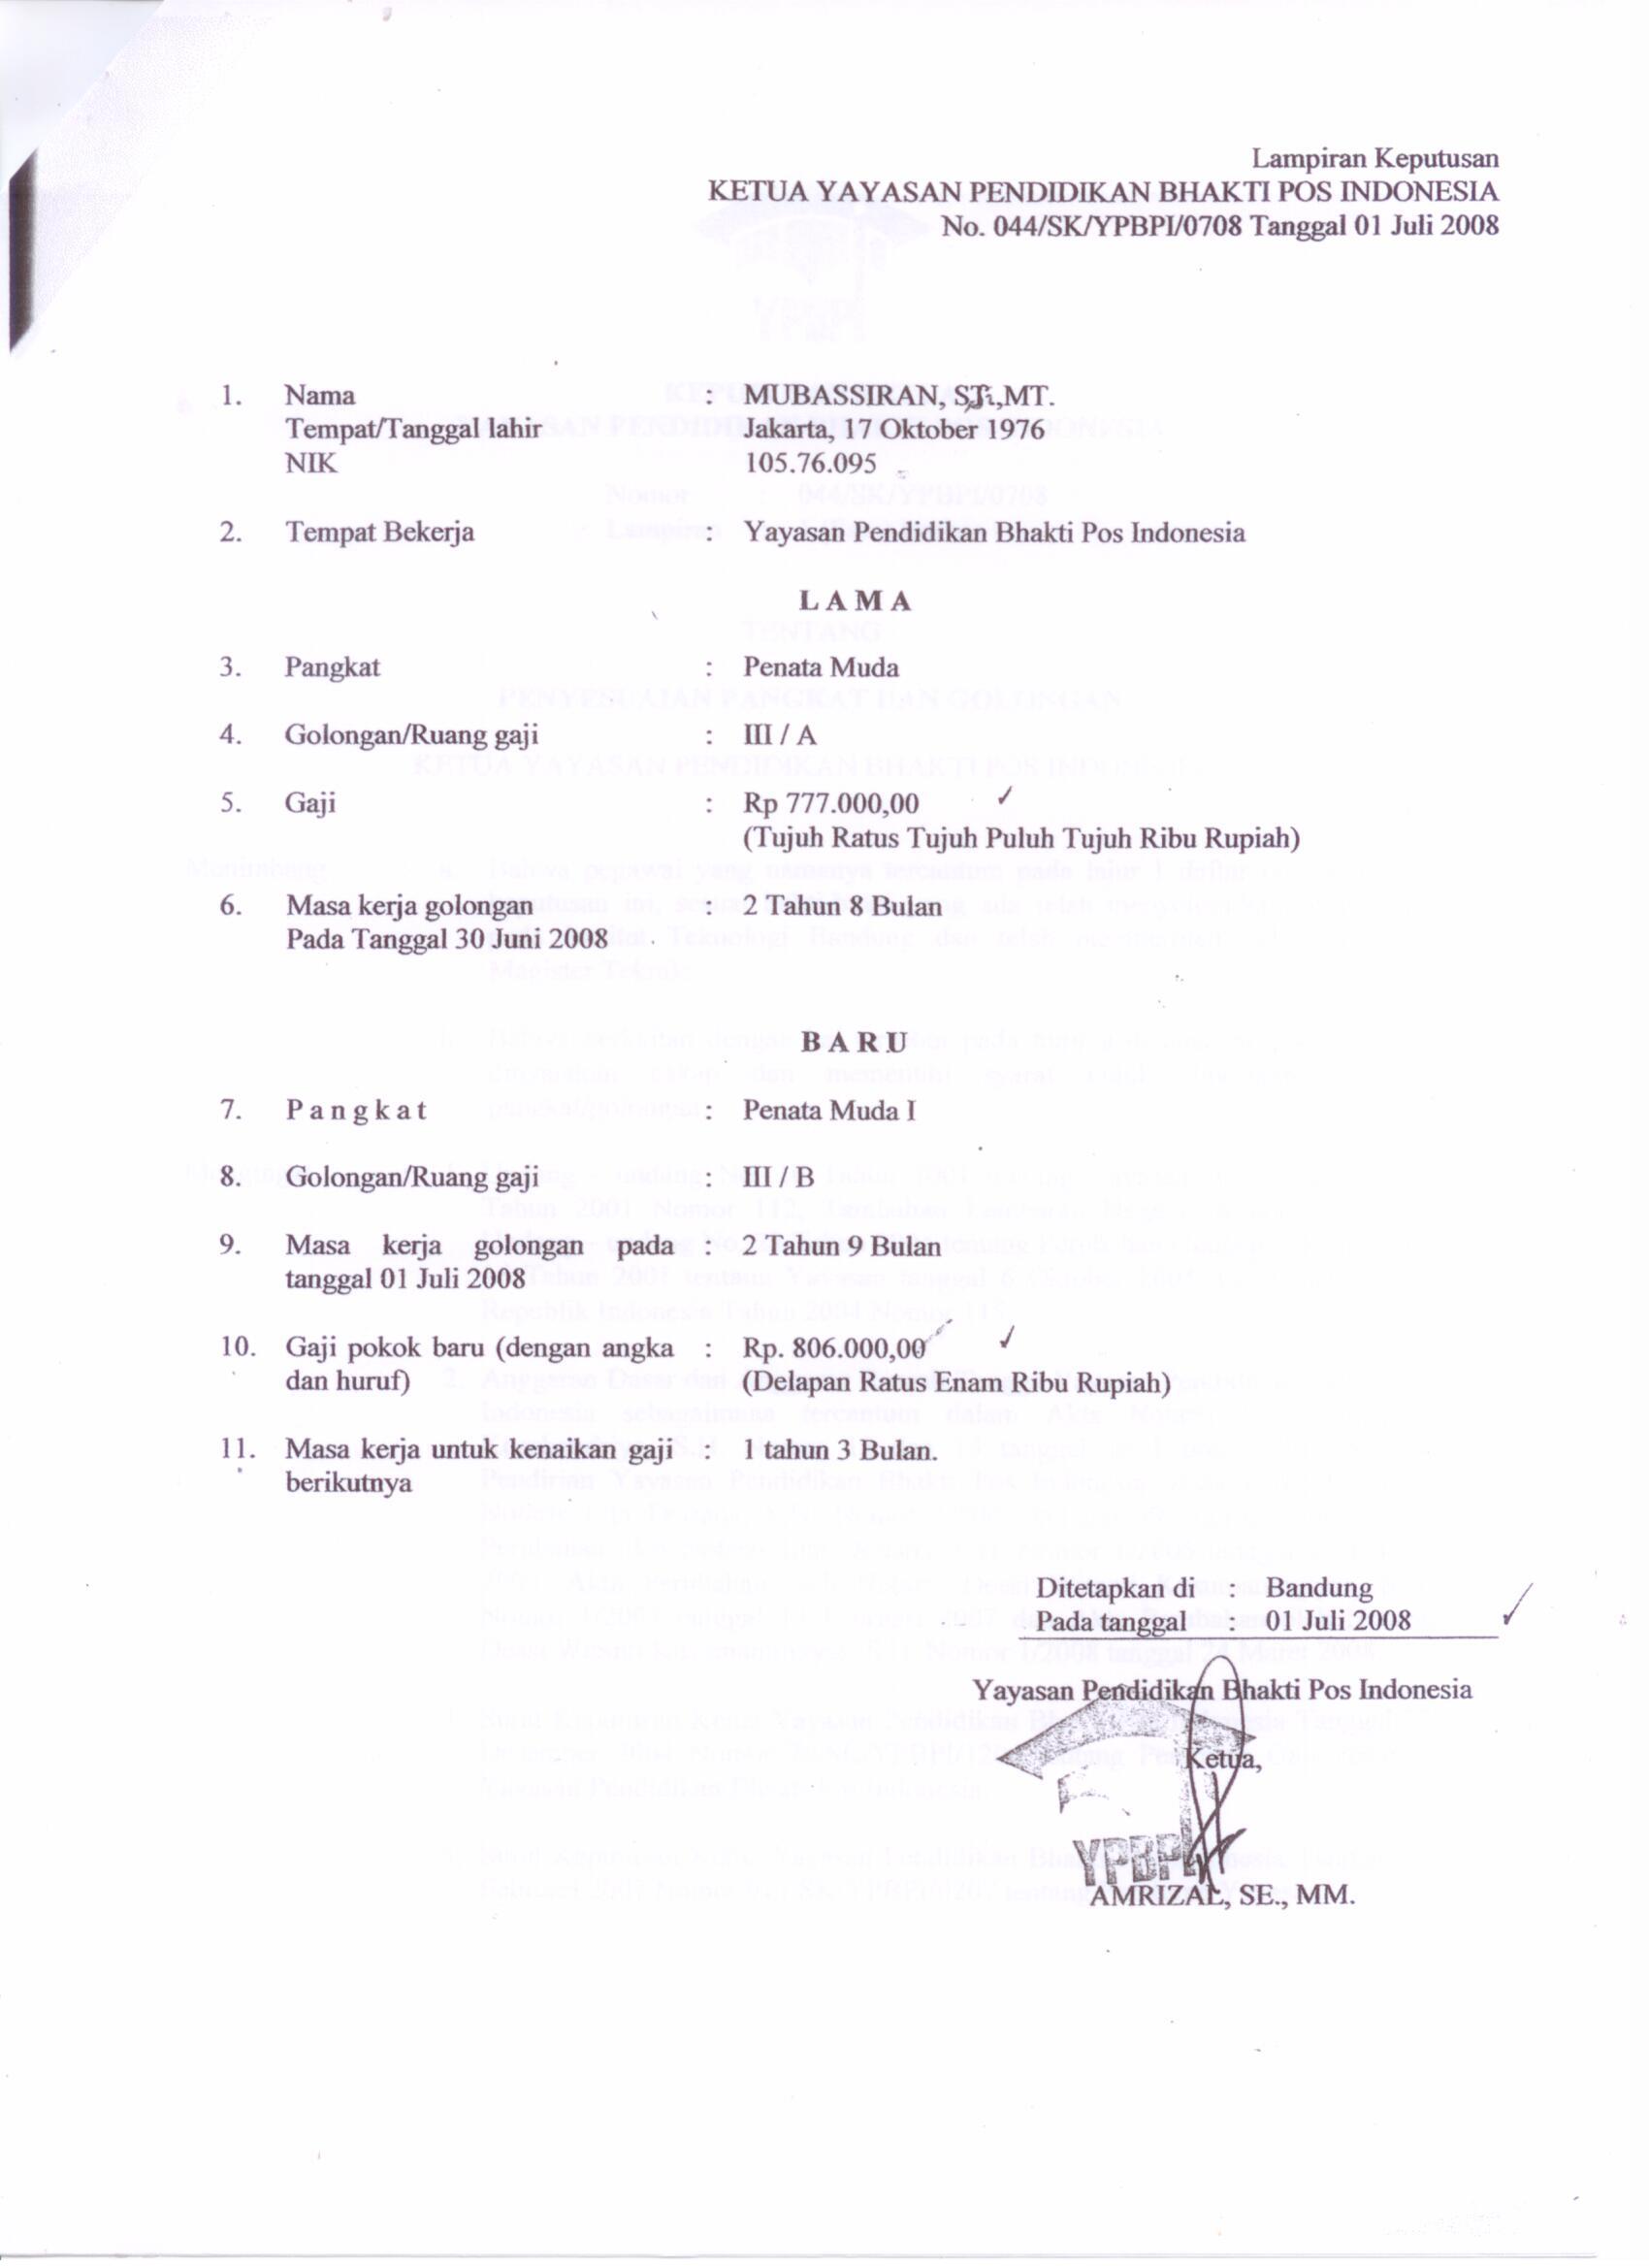 Lampiran Keputusan
KETUA YAYASAN PENDIDIKAN BHAKTI POS INDONESIA
No. 044/SK/YPBPI/0708 Tanggal 01 Juli 2008
1. Nama : MUBASSIRAN, S,Ti.,MT.
Tempat/Tanggal lahir Jakarta, 17 Oktober 1976
NIK 105.76.095
2. Tempat Bekerja : Yayasan Pendidikan Bhakti Pos Indonesia
L A M A
3. Pangkat : Penata Muda
4. Golongan/Ruang gaji : III / A
5. Gaji : Rp 777.000,00
(Tujuh Ratus Tujuh Puluh Tujuh Ribu Rupiah)
6. Masa kerja golongan : 2 Tahun 8 Bulan
Pada Tanggal 30 Juni 2008
B A R U
7. P a n g k a t : Penata Muda I
8. Golongan/Ruang gaji : III / B
9. Masa kerja golongan pada : 2 Tahun 9 Bulan
tanggal 01 Juli 2008
10. Gaji pokok baru (dengan angka : Rp. 806.000,00
dan huruf) (Delapan Ratus Enam Ribu Rupiah)
11. Masa kerja untuk kenaikan gaji : 1 tahun 3 Bulan.
berikutnya
Ditetapkan di : Bandung
Pada tanggal : 01 Juli 2008
Yayasan Pendidikan Bhakti Pos Indonesia
Ketua,
YPBPI
AMRIZAL, SE., MM.